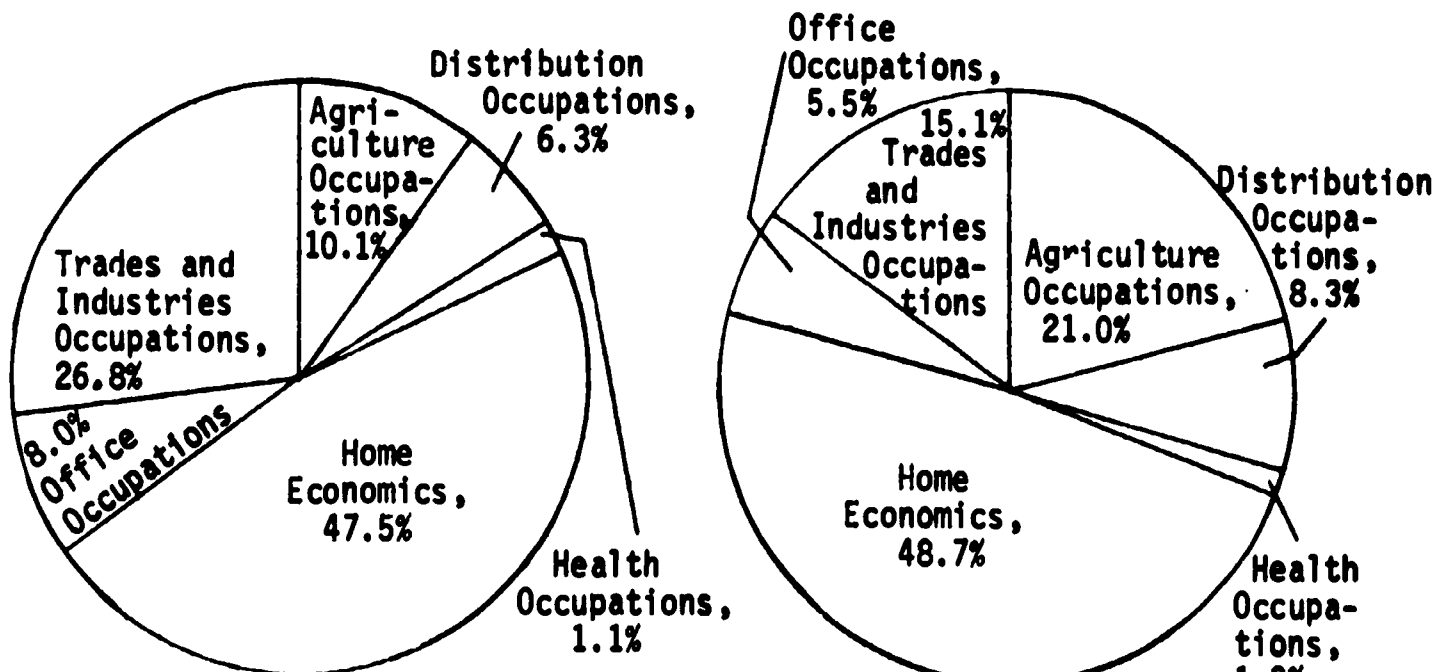 Distribution
Occupations,
6.3%
Agri-
culture
Occupa-
tions,
10.1%
Trades and
Industries
Occupations,
26.8%
8.0%
Office
Occupations
Home
Economics,
47.5%
Health
Occupations,
1.1%
Office
Occupations,
5.5%
15.1%
Trades
and
Industries
Occupa-
tions
Agriculture
Occupations,
21.0%
Distribution
Occupa-
tions,
8.3%
Home
Economics,
48.7%
Health
Occupa-
tions,